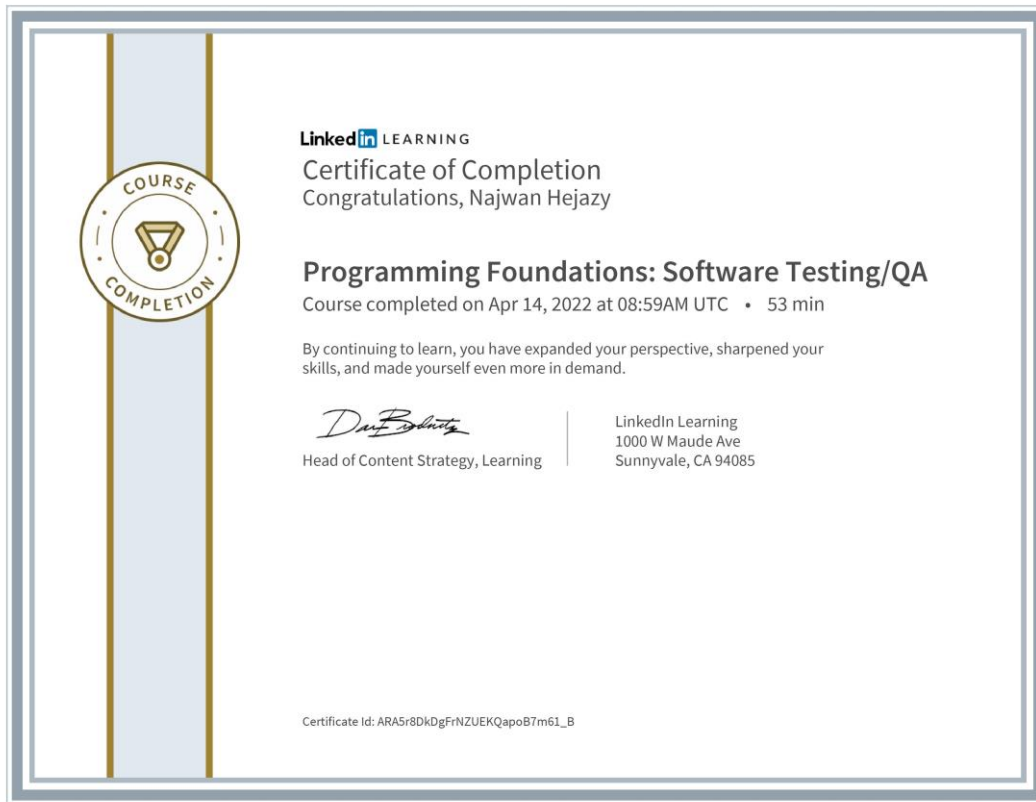 COURSE
COMPLETION
Linked in LEARNING
Certificate of Completion
Congratulations, Najwan Hejazy
Programming Foundations: Software Testing/QA
Course completed on Apr 14, 2022 at 08:59AM UTC • 53 min
By continuing to learn, you have expanded your perspective, sharpened your
skills, and made yourself even more in demand.
Head of Content Strategy, Learning
LinkedIn Learning
1000 W Maude Ave
Sunnyvale, CA 94085
Certificate Id: ARA5r8DkDgFrNZUEKQapoB7m61_B